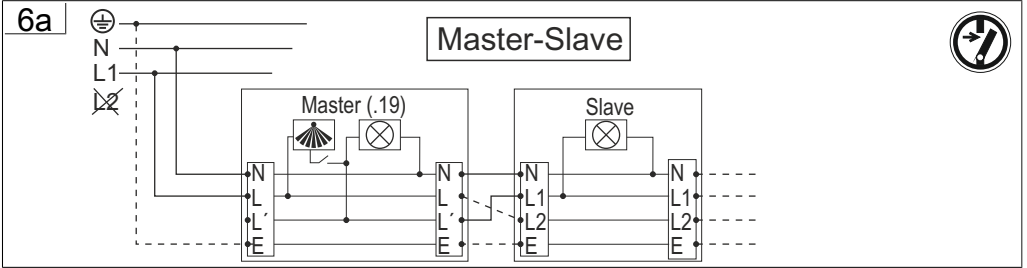 6a
N
Master-Slave
L1
L2
Master (.19)
Slave
N N N N
L L L1 L1
L´ L´ L2 L2
E E E E